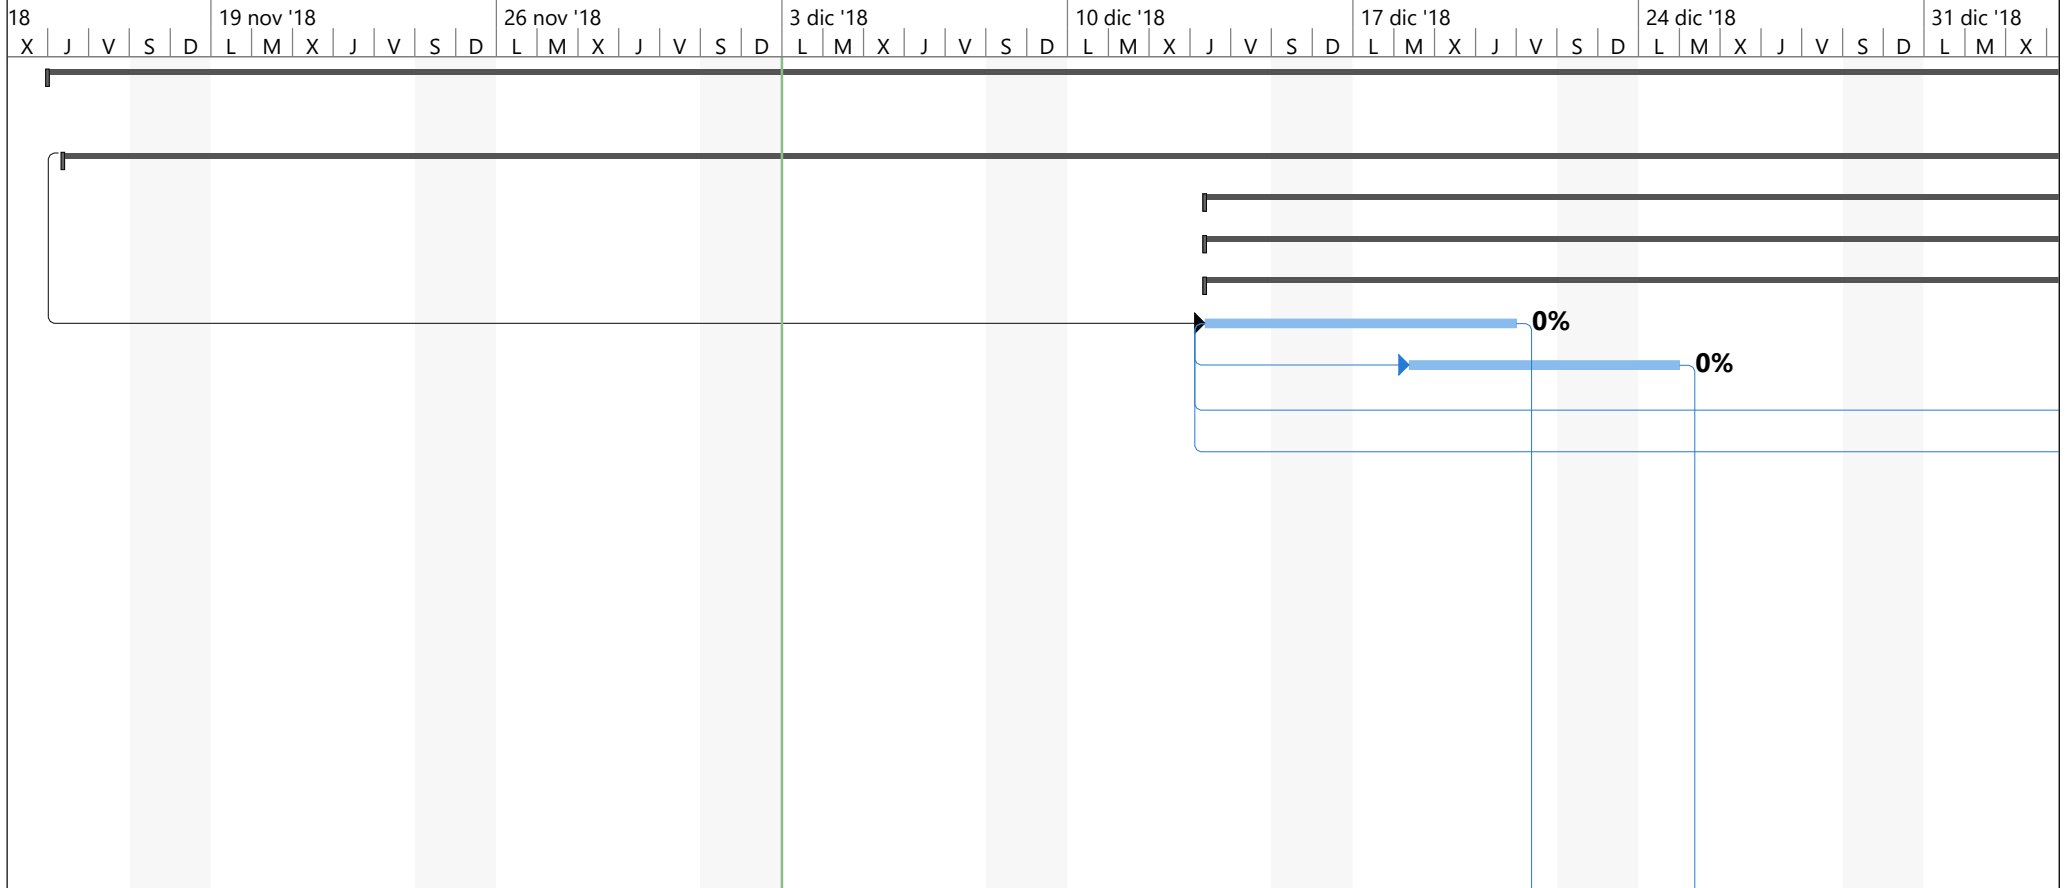 18 19 nov '18 26 nov '18 3 dic '18 10 dic '18 17 dic '18 24 dic '18 31 dic '18
X J V S D L M X J V S D L M X J V S D L M X J V S D L M X J V S D L M X J V S D L M X J V S D L M X
0%
0%